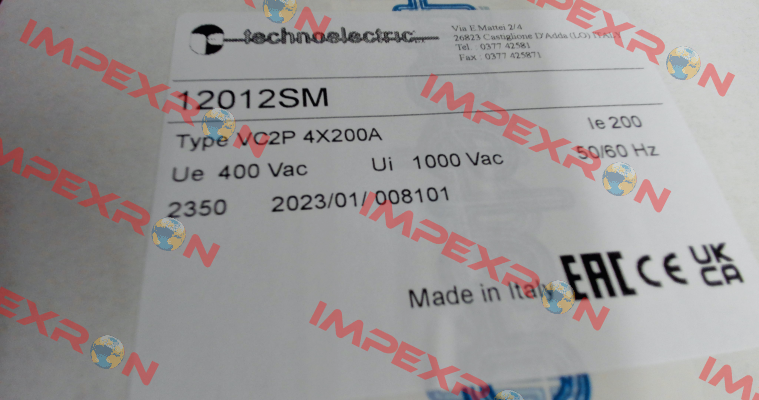 technoelectric
Via E.Mattei 2/4
26823 Castiglione D'Adda (LO) ITALY
Tel. 0377 42581
Fax : 0377 425871
12012SM
Type VC2P 4X200A
Ie 200
Ue 400 Vac
Ui 1000 Vac
50/60 Hz
2350
2023/01/ 008101
Made in Italy
EAC CE UK CA
IMPEXRON
IMPEXRON
IMPEXRON
IMPEXRON
IMPEXRON